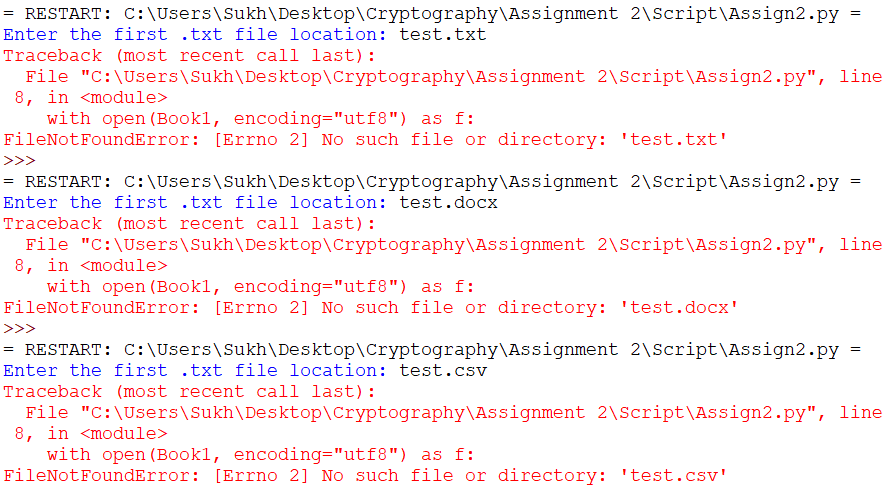 = RESTART: C:\Users\Sukh\Desktop\Cryptography\Assignment 2\Script\Assign2.py =
Enter the first .txt file location: test.txt
Traceback (most recent call last):
  File "C:\Users\Sukh\Desktop\Cryptography\Assignment 2\Script\Assign2.py", line
 8, in <module>
    with open(Book1, encoding="utf8") as f:
FileNotFoundError: [Errno 2] No such file or directory: 'test.txt'
>>>
= RESTART: C:\Users\Sukh\Desktop\Cryptography\Assignment 2\Script\Assign2.py =
Enter the first .txt file location: test.docx
Traceback (most recent call last):
  File "C:\Users\Sukh\Desktop\Cryptography\Assignment 2\Script\Assign2.py", line
 8, in <module>
    with open(Book1, encoding="utf8") as f:
FileNotFoundError: [Errno 2] No such file or directory: 'test.docx'
>>>
= RESTART: C:\Users\Sukh\Desktop\Cryptography\Assignment 2\Script\Assign2.py =
Enter the first .txt file location: test.csv
Traceback (most recent call last):
  File "C:\Users\Sukh\Desktop\Cryptography\Assignment 2\Script\Assign2.py", line
 8, in <module>
    with open(Book1, encoding="utf8") as f:
FileNotFoundError: [Errno 2] No such file or directory: 'test.csv'